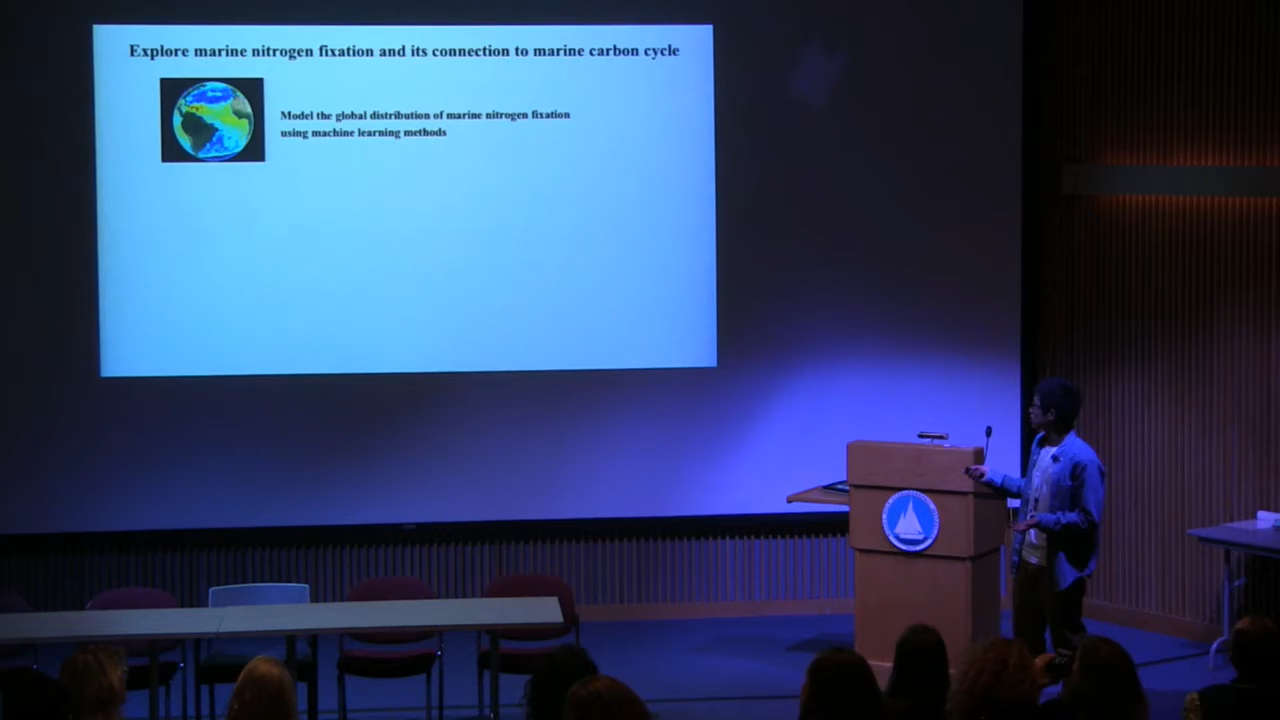 Explore marine nitrogen fixation and its connection to marine carbon cycle
Model the global distribution of marine nitrogen fixation
using machine learning methods